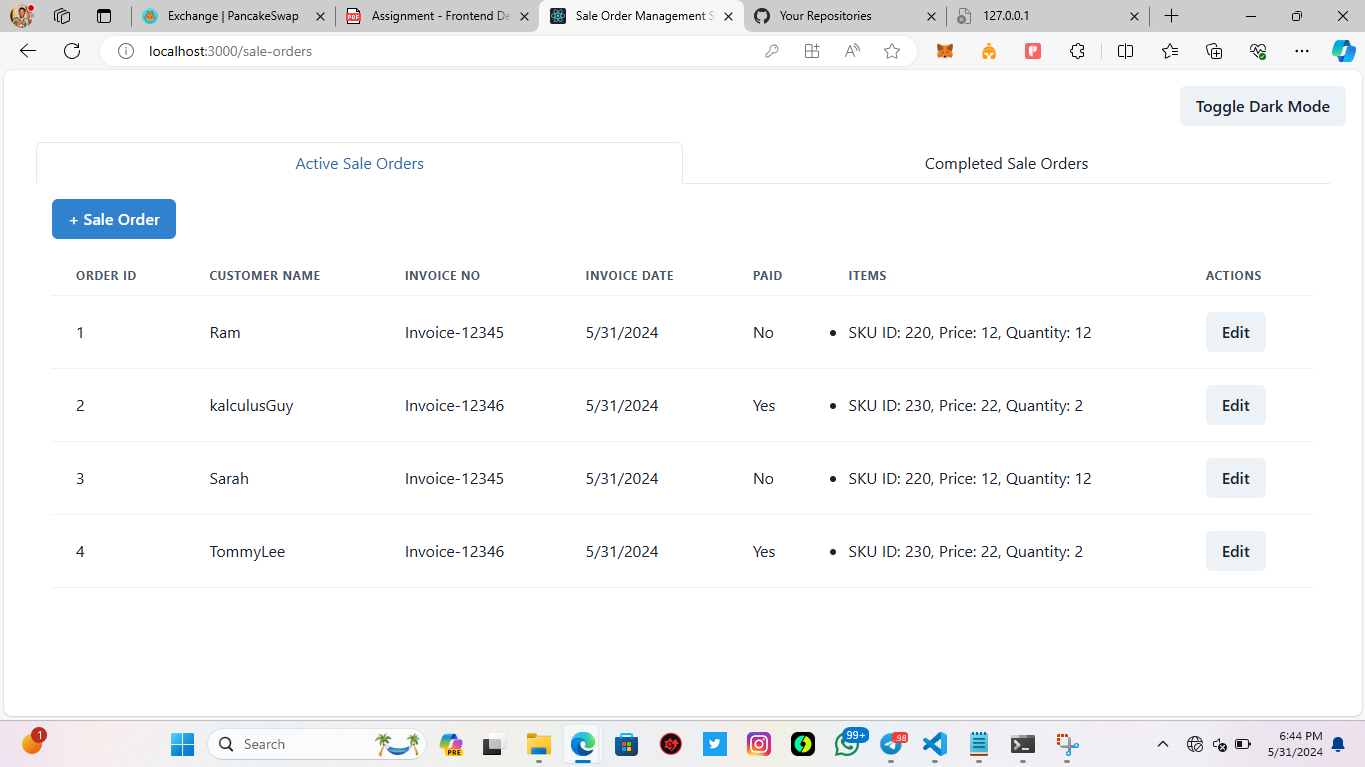 Exchange | PancakeSwap
Assignment - Frontend De
Sale Order Management S
Your Repositories
127.0.0.1
localhost:3000/sale-orders
Toggle Dark Mode
Active Sale Orders
Completed Sale Orders
+ Sale Order
ORDER ID CUSTOMER NAME INVOICE NO INVOICE DATE PAID ITEMS ACTIONS
1 Ram Invoice-12345 5/31/2024 No • SKU ID: 220, Price: 12, Quantity: 12 Edit
2 kalculusGuy Invoice-12346 5/31/2024 Yes • SKU ID: 230, Price: 22, Quantity: 2 Edit
3 Sarah Invoice-12345 5/31/2024 No • SKU ID: 220, Price: 12, Quantity: 12 Edit
4 TommyLee Invoice-12346 5/31/2024 Yes • SKU ID: 230, Price: 22, Quantity: 2 Edit
1
Search
PRE
99+
98
6:44 PM
5/31/2024